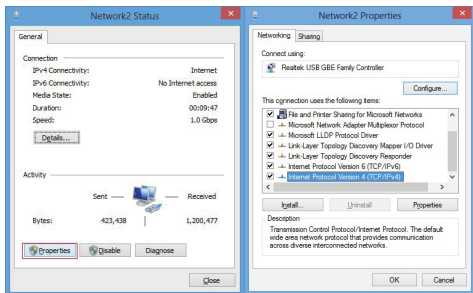 Network2 Status
General
Connection
IPv4 Connectivity: Internet
IPv6 Connectivity: No Internet access
Media State: Enabled
Duration: 00:09:47
Speed: 1.0 Gbps
Details...
Activity
Sent Received
Bytes: 423,438 1,200,477
Properties Disable Diagnose
Close
Network2 Properties
Networking Sharing
Connect using:
Realtek USB GBE Family Controller
Configure...
This connection uses the following items:
File and Printer Sharing for Microsoft Networks
Microsoft Network Adapter Multiplexor Protocol
Microsoft LLDP Protocol Driver
Link-Layer Topology Discovery Mapper I/O Driver
Link-Layer Topology Discovery Responder
Internet Protocol Version 6 (TCP/IPv6)
Internet Protocol Version 4 (TCP/IPv4)
Install... Uninstall Properties
Description
Transmission Control Protocol/Internet Protocol. The default
wide area network protocol that provides communication
across diverse interconnected networks.
OK Cancel